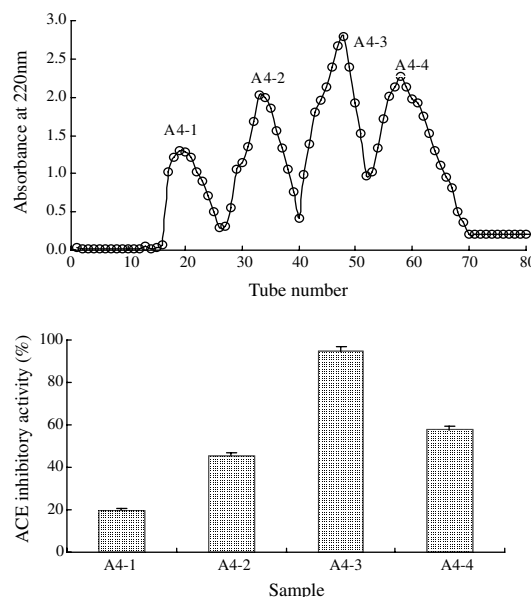 3.0
2.5
2.0
1.5
1.0
0.5
0.0
Absorbance at 220nm
A4-1
A4-2
A4-3
A4-4
0 10 20 30 40 50 60 70 80
Tube number
100
80
60
40
20
0
ACE inhibitory activity (%)
A4-1 A4-2 A4-3 A4-4
Sample